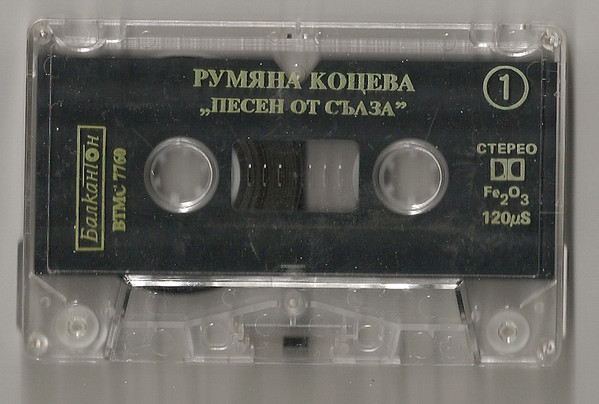 РУМЯНА КОЦЕВА
„ПЕСЕН ОТ СЪЛЗА”
1
Балкантон
ВТМС 7760
СТЕРЕО
Fe2O3
120µS